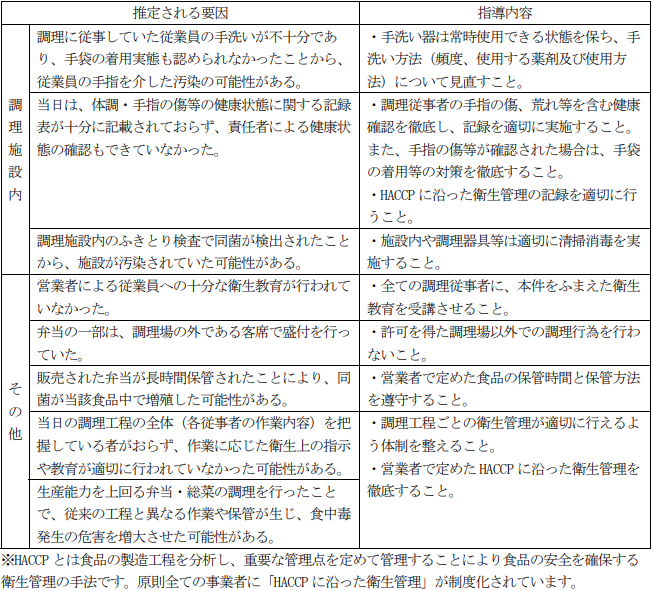 推定される要因
指導内容
調理施設内
調理に従事していた従業員の手洗いが不十分であ
り、手袋の着用実態も認められなかったことから、
従業員の手指を介した汚染の可能性がある。
・手洗い器は常時使用できる状態を保ち、手
洗い方法（頻度、使用する薬剤及び使用方
法）について見直すこと。
当日は、体調・手指の傷等の健康状態に関する記録
表が十分に記載されておらず、責任者による健康状
態の確認もできていなかった。
・調理従事者の手指の傷、荒れ等を含む健康
確認を徹底し、記録を適切に実施すること。
また、手指の傷等が確認された場合は、手袋
の着用等の対策を徹底すること。
・HACCP に沿った衛生管理の記録を適切に行
うこと。
調理施設内のふきとり検査で同菌が検出されたこと
から、施設が汚染されていた可能性がある。
・施設内や調理器具等は適切に清掃消毒を実
施すること。
その他
営業者による従業員への十分な衛生教育が行われて
いなかった。
・全ての調理従事者に、本件をふまえた衛生
教育を受講させること。
弁当の一部は、調理場の外である客席で盛付を行っ
ていた。
・許可を得た調理場以外での調理行為を行わ
ないこと。
販売された弁当が長時間保管されたことにより、同
菌が当該食品中で増殖した可能性がある。
・営業者で定めた食品の保管時間と保管方法
を遵守すること。
当日の調理工程の全体（各従事者の作業内容）を把
握している者がおらず、作業に応じた衛生上の指示
や教育が適切に行われていなかった可能性がある。
・調理工程ごとの衛生管理が適切に行えるよ
う体制を整えること。
・営業者で定めた HACCP に沿った衛生管理を
徹底すること。
生産能力を上回る弁当・総菜の調理を行ったこと
で、従来の工程と異なる作業や保管が生じ、食中毒
発生の危害を増大させた可能性がある。
※HACCP とは食品の製造工程を分析し、重要な管理点を定めて管理することにより食品の安全を確保する
衛生管理の手法です。原則全ての事業者に「HACCP に沿った衛生管理」が制度化されています。